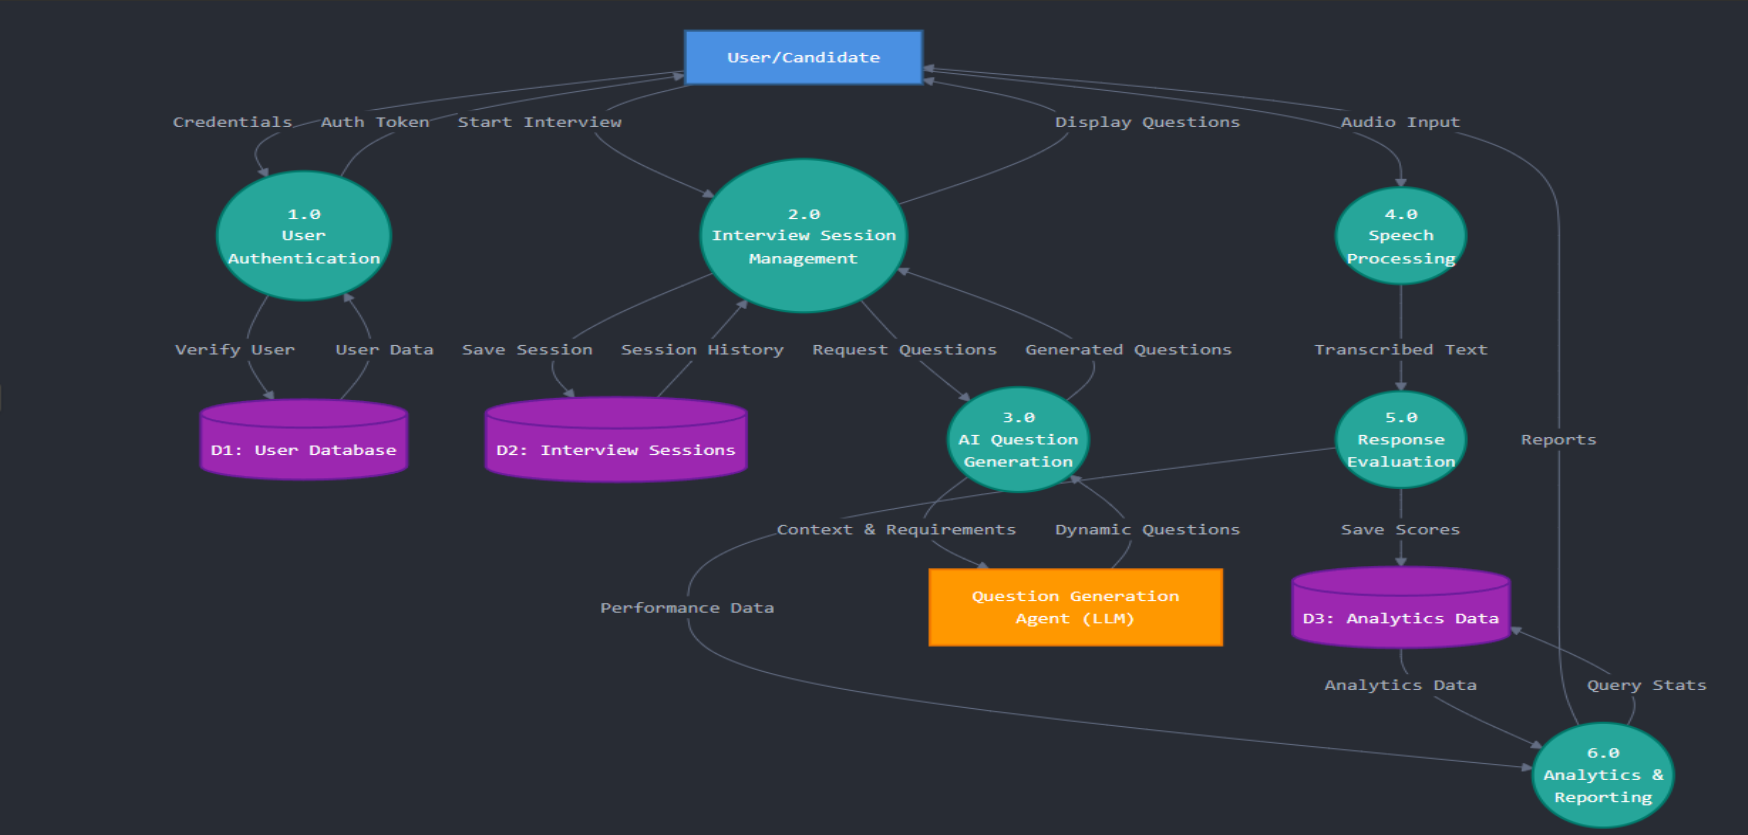 User/Candidate
Credentials
Auth Token
Start Interview
Display Questions
Audio Input
1.0
User
Authentication
2.0
Interview Session
Management
4.0
Speech
Processing
Verify User
User Data
Save Session
Session History
Request Questions
Generated Questions
Transcribed Text
D1: User Database
D2: Interview Sessions
3.0
AI Question
Generation
5.0
Response
Evaluation
Reports
Context & Requirements
Dynamic Questions
Save Scores
Performance Data
Question Generation
Agent (LLM)
D3: Analytics Data
Analytics Data
Query Stats
6.0
Analytics &
Reporting